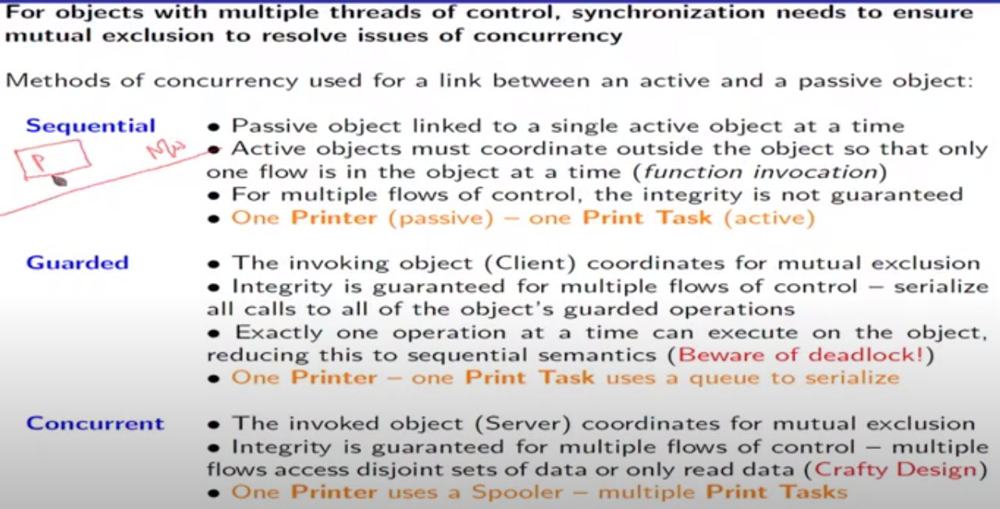 For objects with multiple threads of control, synchronization needs to ensure
mutual exclusion to resolve issues of concurrency
Methods of concurrency used for a link between an active and a passive object:
Sequential
• Passive object linked to a single active object at a time
• Active objects must coordinate outside the object so that only
one flow is in the object at a time (function invocation)
• For multiple flows of control, the integrity is not guaranteed
• One Printer (passive) – one Print Task (active)
P
Guarded
• The invoking object (Client) coordinates for mutual exclusion
• Integrity is guaranteed for multiple flows of control – serialize
all calls to all of the object's guarded operations
• Exactly one operation at a time can execute on the object,
reducing this to sequential semantics (Beware of deadlock!)
• One Printer – one Print Task uses a queue to serialize
Concurrent
• The invoked object (Server) coordinates for mutual exclusion
• Integrity is guaranteed for multiple flows of control – multiple
flows access disjoint sets of data or only read data (Crafty Design)
• One Printer uses a Spooler – multiple Print Tasks